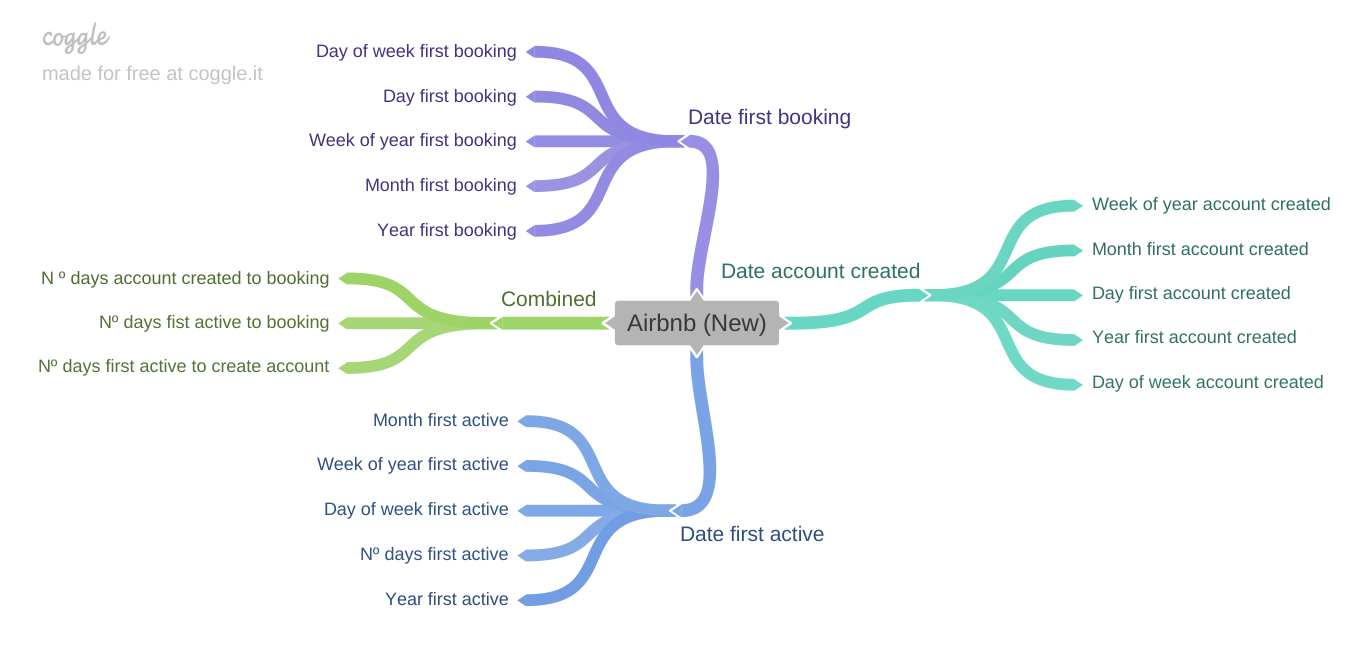 coggle
made for free at coggle.it
Day of week first booking
Day first booking
Week of year first booking
Month first booking
Year first booking
Date first booking
N º days account created to booking
Nº days fist active to booking
Nº days first active to create account
Combined
Airbnb (New)
Date account created
Week of year account created
Month first account created
Day first account created
Year first account created
Day of week account created
Month first active
Week of year first active
Day of week first active
Nº days first active
Year first active
Date first active